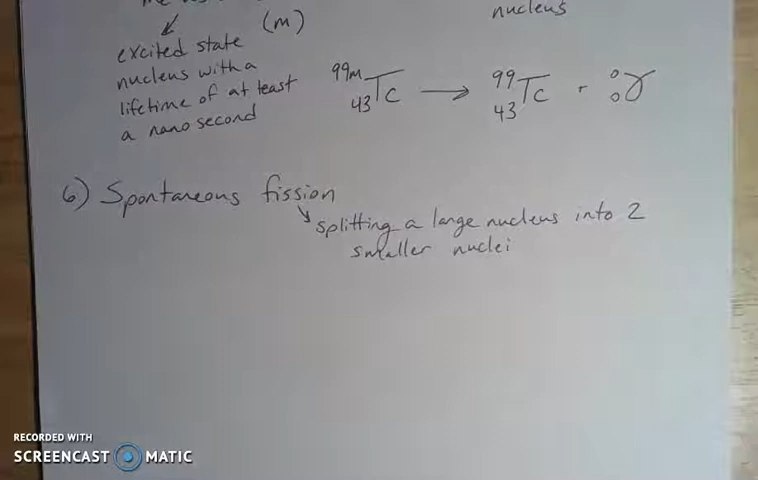 nucleus
(m)
excited state
nucleus with a
lifetime of at least
a nano second
99m 43 Tc → 99 43 Tc + 0 0 γ
6) Spontaneous fission
splitting a large nucleus into 2
smaller nuclei
RECORDED WITH
SCREENCAST MATIC